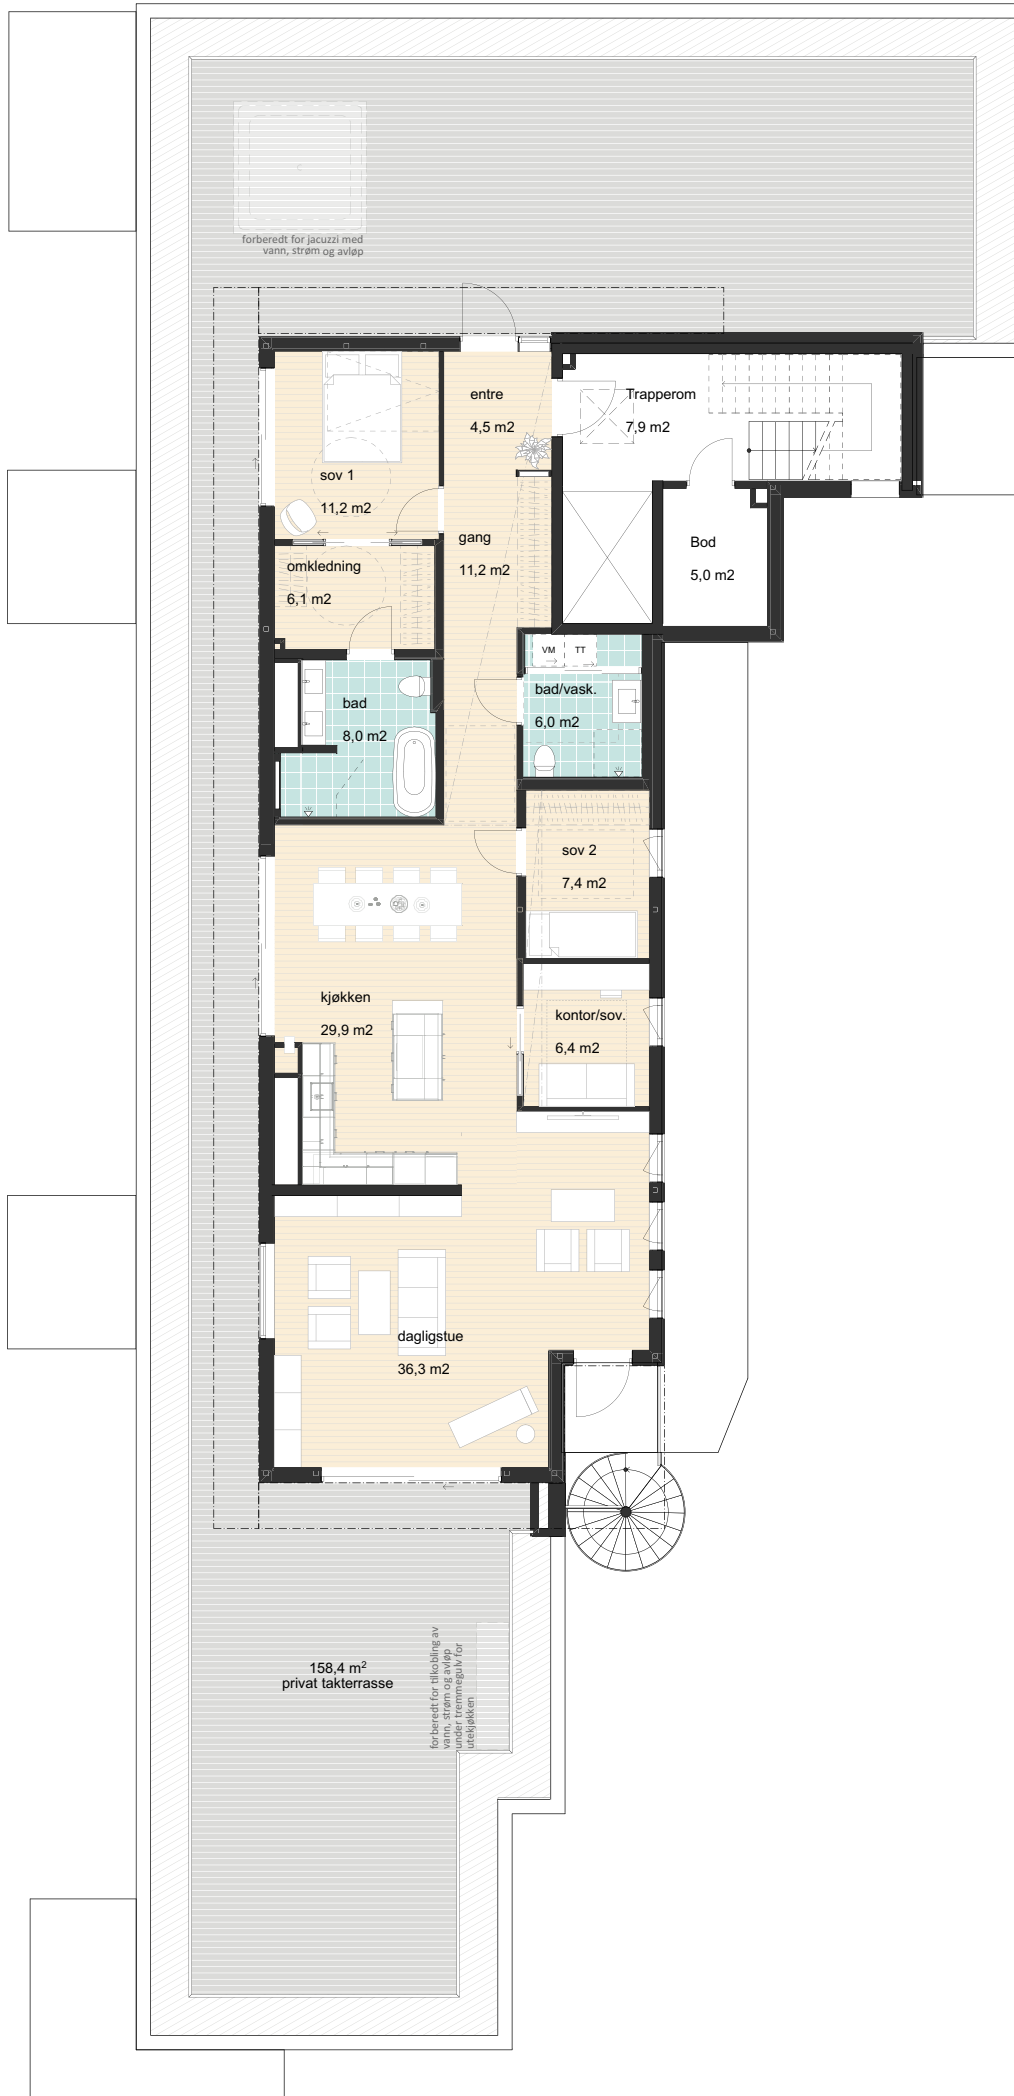 forberedt for jacuzzi med
vann, strøm og avløp
entre
4,5 m2
Trapperom
7,9 m2
sov 1
11,2 m2
gang
11,2 m2
Bod
5,0 m2
omkledning
6,1 m2
VM
TT
bad
8,0 m2
bad/vask.
6,0 m2
sov 2
7,4 m2
kjøkken
29,9 m2
kontor/sov.
6,4 m2
dagligstue
36,3 m2
158,4 m²
privat takterrasse
forberedt for tilkobling av
vann, strøm og avløp
under tremmegulv for
utekjøkken